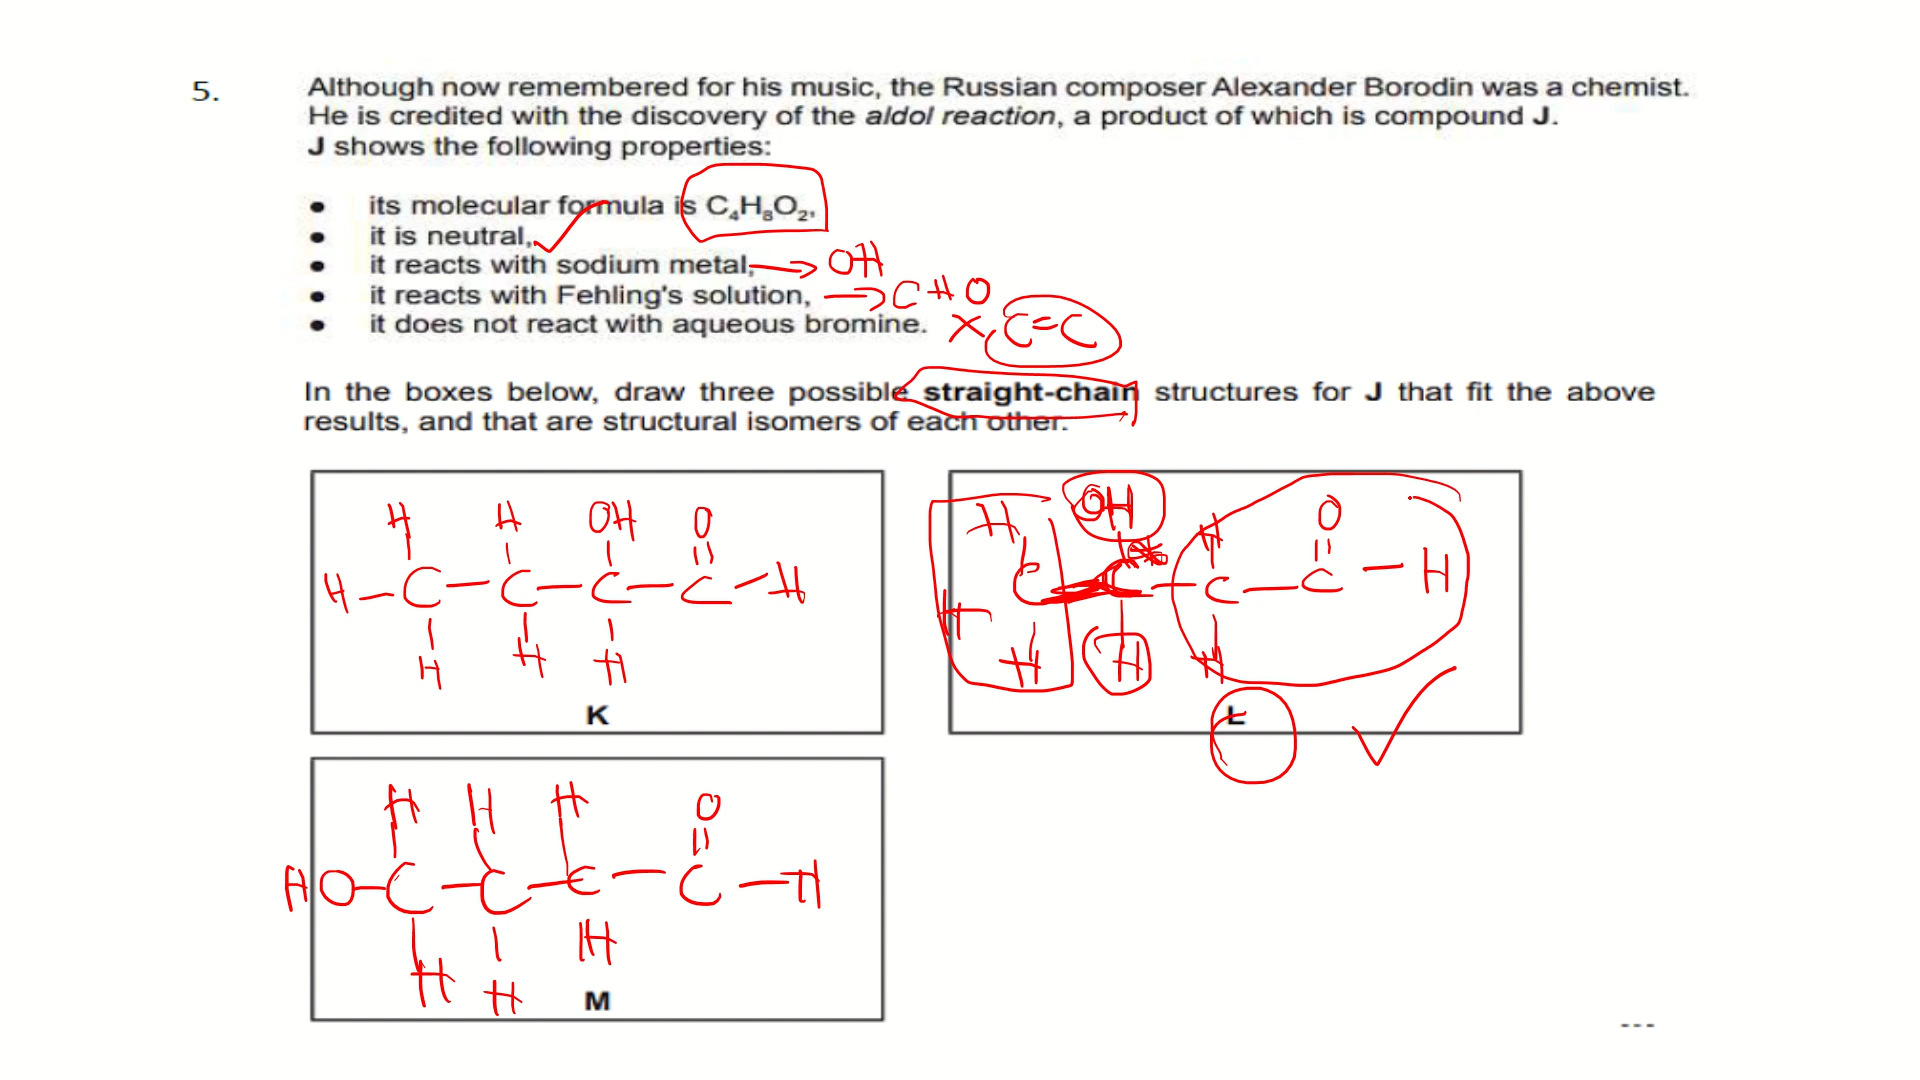 5.
Although now remembered for his music, the Russian composer Alexander Borodin was a chemist.
He is credited with the discovery of the aldol reaction, a product of which is compound J.
J shows the following properties:
• its molecular formula is C₄H₈O₂,
• it is neutral,
• it reacts with sodium metal, → OH
• it reacts with Fehling's solution, → CHO
• it does not react with aqueous bromine. × C=C
In the boxes below, draw three possible straight-chain structures for J that fit the above
results, and that are structural isomers of each other.
H H OH O
H – C – C – C – C – H
H H H
K
H OH H O
C – C* – C – C – H
H
H H H
L
H H H O
HO – C – C – C – C – H
H H H
M
---